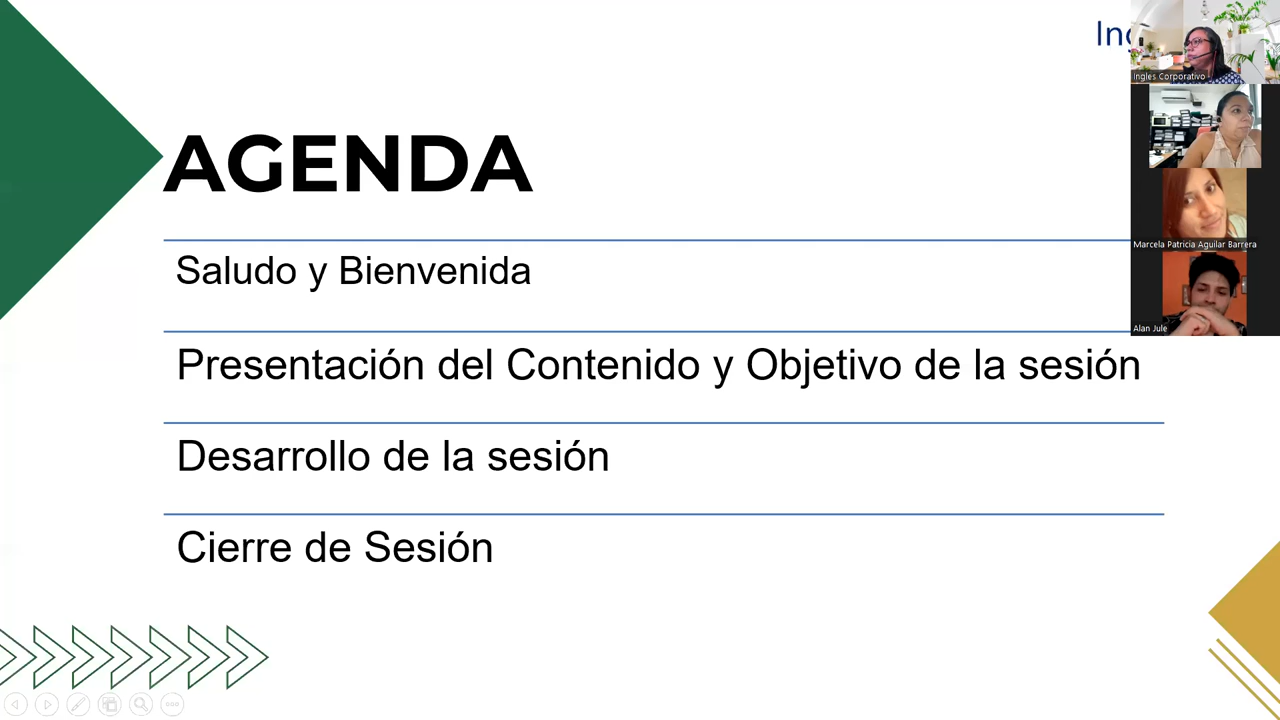 Ingles Corporativo
AGENDA
Saludo y Bienvenida
Marcela Patricia Aguilar Barrera
Alan Jule
Presentación del Contenido y Objetivo de la sesión
Desarrollo de la sesión
Cierre de Sesión